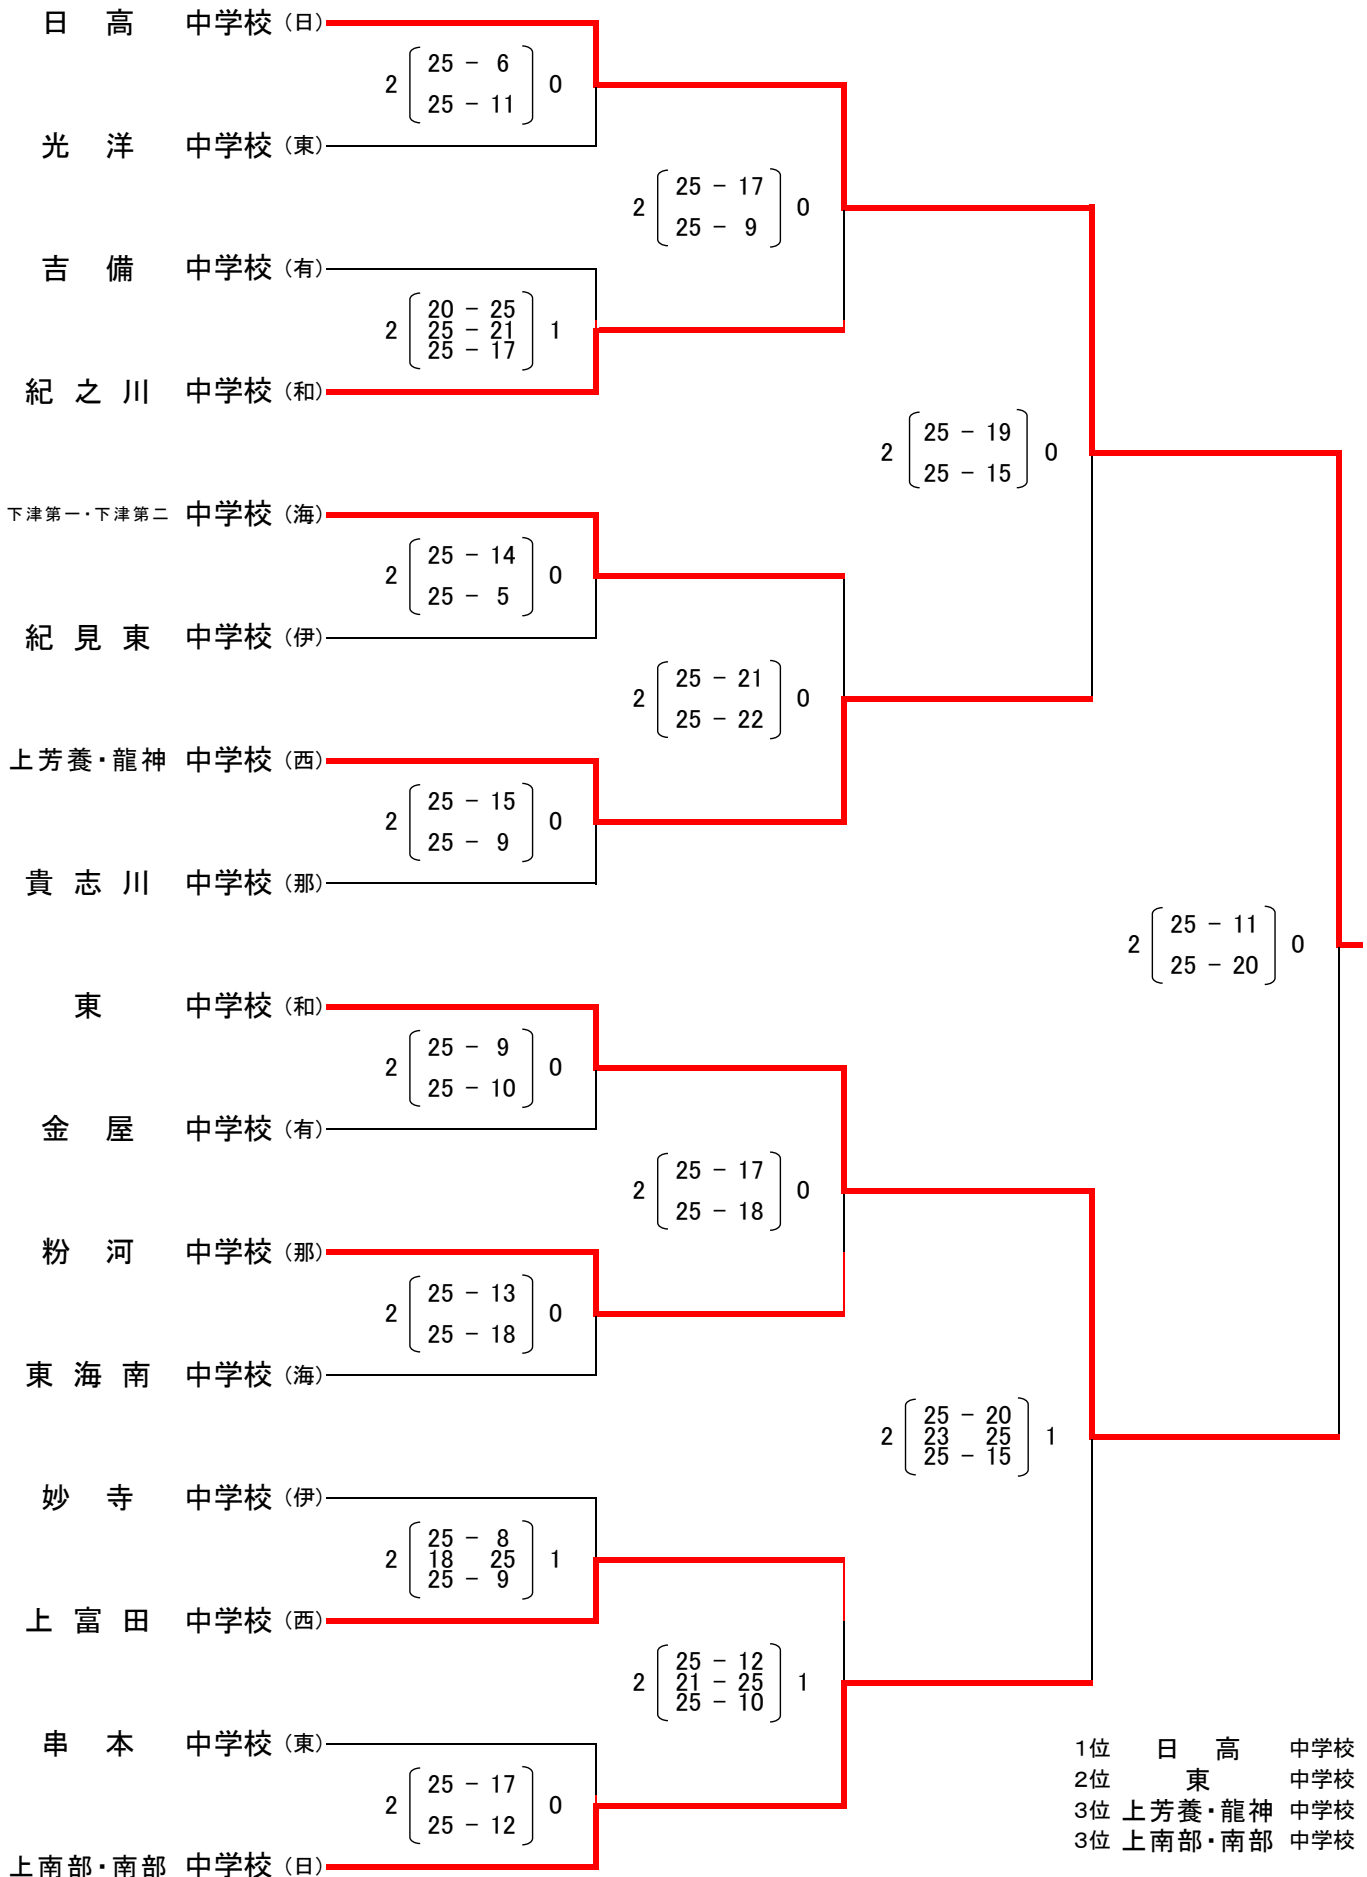 日 高 中学校 （日）
2 25 － 6 0
25 － 11
光 洋 中学校 （東）
2 25 － 17 0
25 － 9
吉 備 中学校 （有）
2 20 － 25 1
25 － 21
25 － 17
紀 之 川 中学校 （和）
2 25 － 19 0
25 － 15
下津第一・下津第二 中学校 （海）
2 25 － 14 0
25 － 5
紀 見 東 中学校 （伊）
2 25 － 21 0
25 － 22
上芳養・龍神 中学校 （西）
2 25 － 15 0
25 － 9
貴 志 川 中学校 （那）
2 25 － 11 0
25 － 20
東 中学校 （和）
2 25 － 9 0
25 － 10
金 屋 中学校 （有）
2 25 － 17 0
25 － 18
粉 河 中学校 （那）
2 25 － 13 0
25 － 18
東 海 南 中学校 （海）
2 25 － 20 1
23 25
25 － 15
妙 寺 中学校 （伊）
2 25 － 8 1
18 25
25 － 9
上 富 田 中学校 （西）
2 25 － 12 1
21 － 25
25 － 10
串 本 中学校 （東）
2 25 － 17 0
25 － 12
上南部・南部 中学校 （日）
1位 日 高 中学校
2位 東 中学校
3位 上芳養・龍神 中学校
3位 上南部・南部 中学校